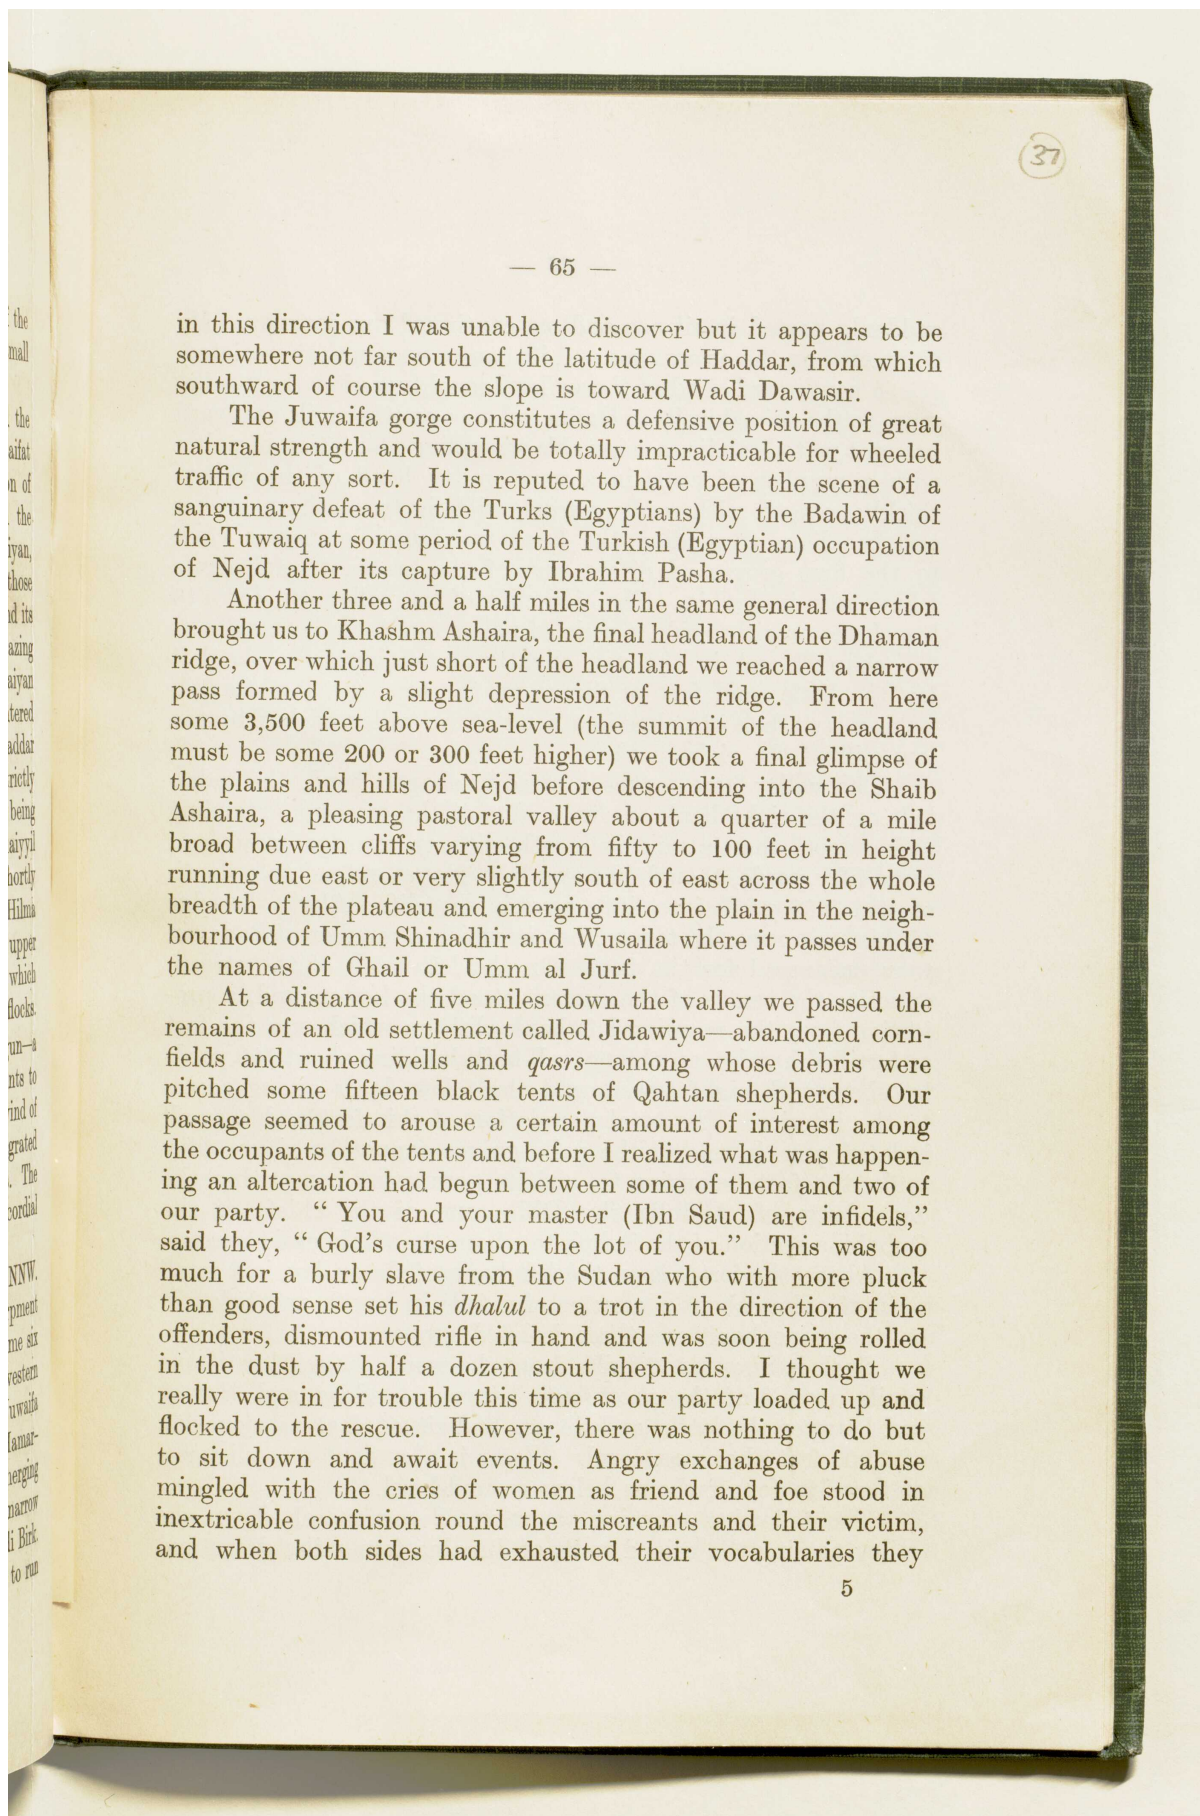 37
— 65 —
in this direction I was unable to discover but it appears to be
somewhere not far south of the latitude of Haddar, from which
southward of course the slope is toward Wadi Dawasir.
The Juwaifa gorge constitutes a defensive position of great
natural strength and would be totally impracticable for wheeled
traffic of any sort. It is reputed to have been the scene of a
sanguinary defeat of the Turks (Egyptians) by the Badawin of
the Tuwaiq at some period of the Turkish (Egyptian) occupation
of Nejd after its capture by Ibrahim Pasha.
Another three and a half miles in the same general direction
brought us to Khashm Ashaira, the final headland of the Dhaman
ridge, over which just short of the headland we reached a narrow
pass formed by a slight depression of the ridge. From here
some 3,500 feet above sea-level (the summit of the headland
must be some 200 or 300 feet higher) we took a final glimpse of
the plains and hills of Nejd before descending into the Shaib
Ashaira, a pleasing pastoral valley about a quarter of a mile
broad between cliffs varying from fifty to 100 feet in height
running due east or very slightly south of east across the whole
breadth of the plateau and emerging into the plain in the neigh-
bourhood of Umm Shinadhir and Wusaila where it passes under
the names of Ghail or Umm al Jurf.
At a distance of five miles down the valley we passed the
remains of an old settlement called Jidawiya—abandoned corn-
fields and ruined wells and qasrs—among whose debris were
pitched some fifteen black tents of Qahtan shepherds. Our
passage seemed to arouse a certain amount of interest among
the occupants of the tents and before I realized what was happen-
ing an altercation had begun between some of them and two of
our party. “ You and your master (Ibn Saud) are infidels,”
said they, “ God’s curse upon the lot of you.” This was too
much for a burly slave from the Sudan who with more pluck
than good sense set his dhalul to a trot in the direction of the
offenders, dismounted rifle in hand and was soon being rolled
in the dust by half a dozen stout shepherds. I thought we
really were in for trouble this time as our party loaded up and
flocked to the rescue. However, there was nothing to do but
to sit down and await events. Angry exchanges of abuse
mingled with the cries of women as friend and foe stood in
inextricable confusion round the miscreants and their victim,
and when both sides had exhausted their vocabularies they
5